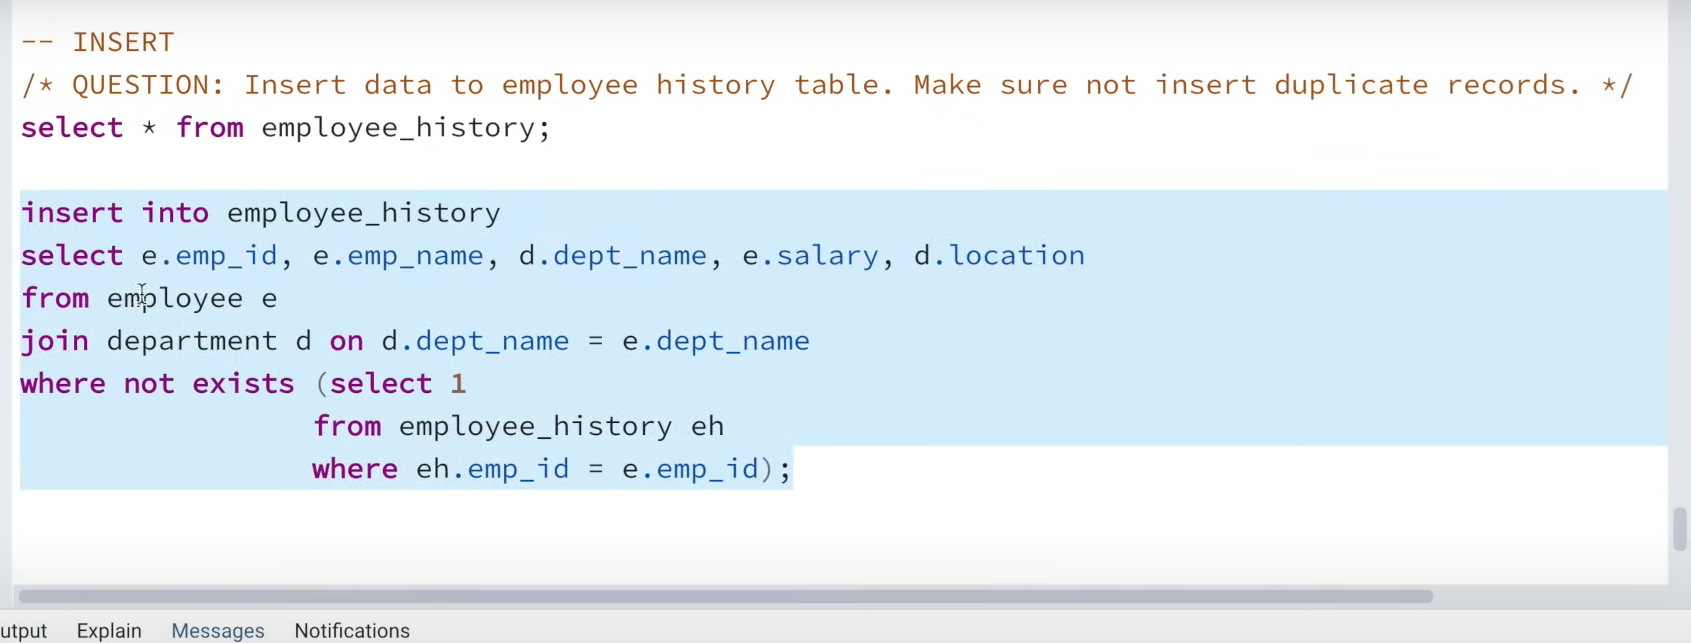 -- INSERT
/* QUESTION: Insert data to employee history table. Make sure not insert duplicate records. */
select * from employee_history;
insert into employee_history
select e.emp_id, e.emp_name, d.dept_name, e.salary, d.location
from employee e
join department d on d.dept_name = e.dept_name
where not exists (select 1
from employee_history eh
where eh.emp_id = e.emp_id);
utput Explain Messages Notifications